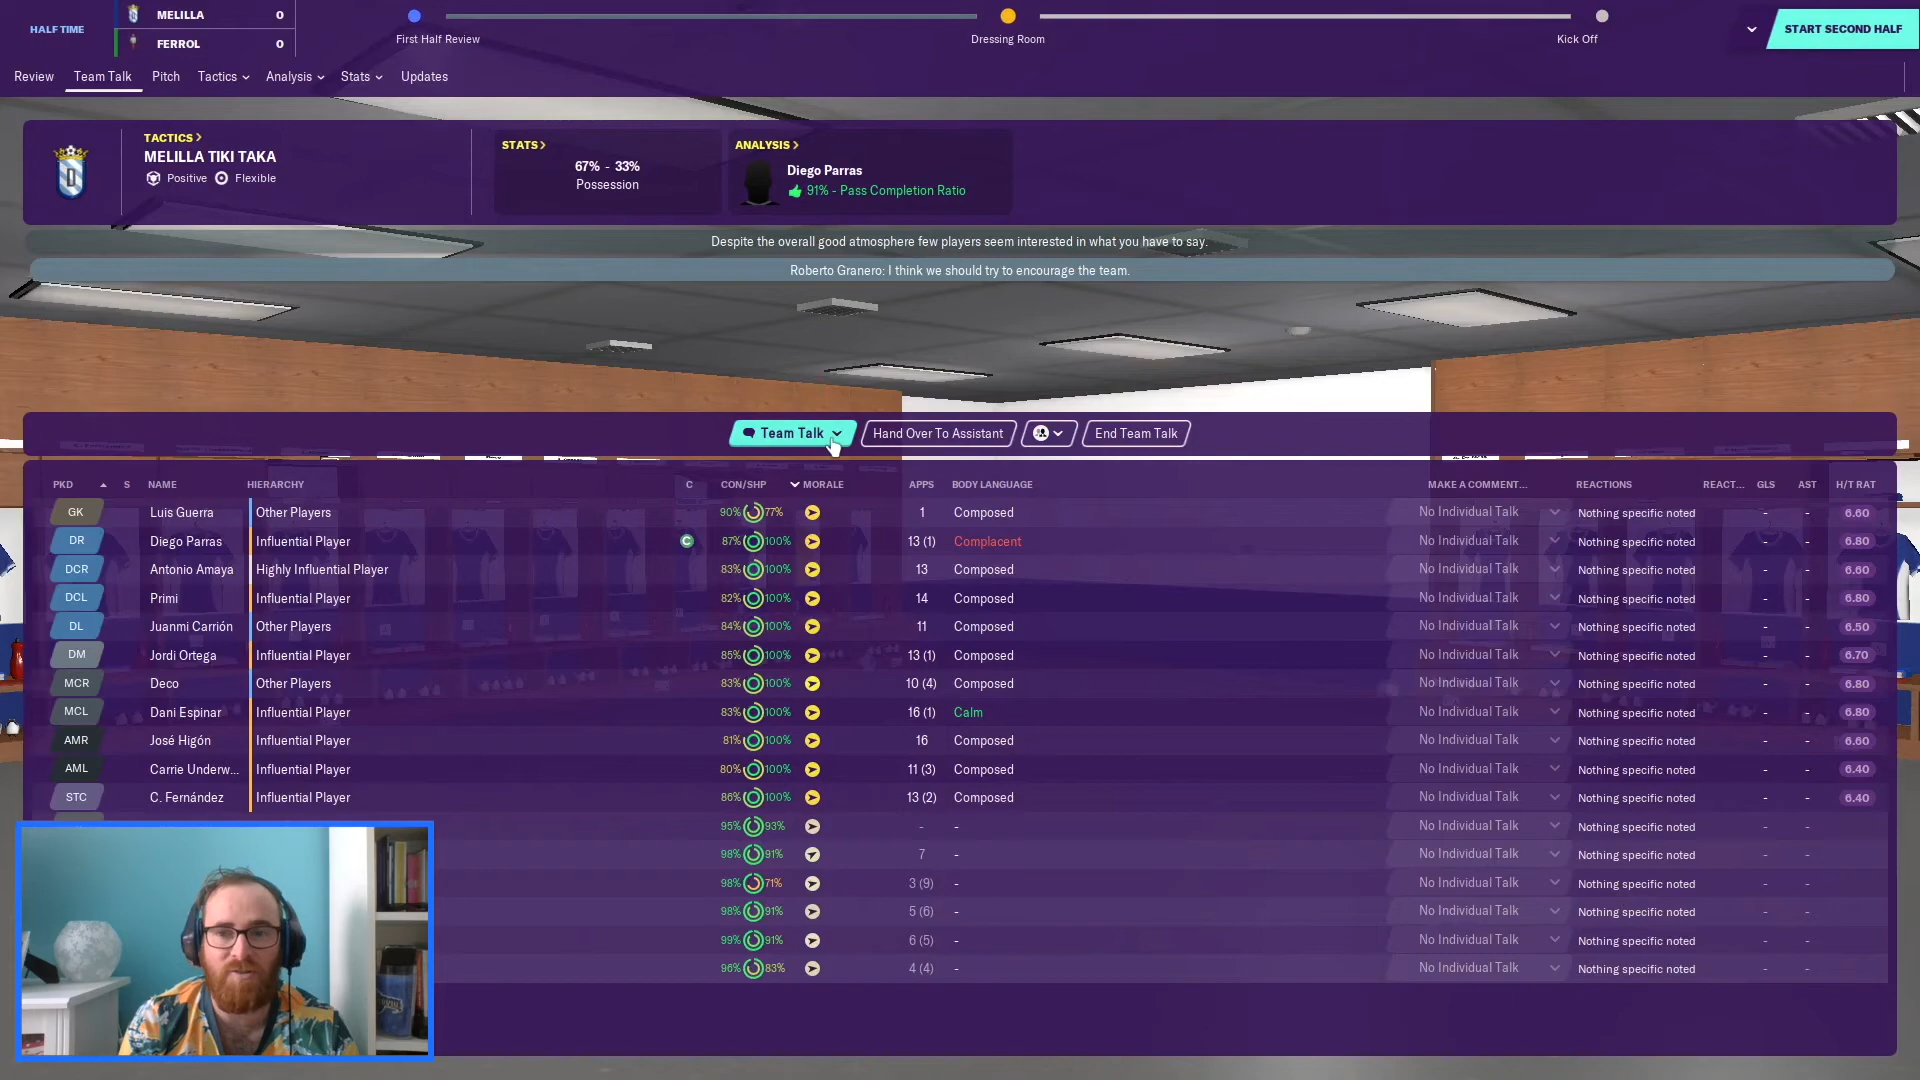 HALF TIME
MELILLA 0
FERROL 0
First Half Review
Dressing Room
Kick Off
START SECOND HALF
Review Team Talk Pitch Tactics Analysis Stats Updates
TACTICS >
MELILLA TIKI TAKA
Positive Flexible
STATS >
67% - 33%
Possession
ANALYSIS >
Diego Parras
91% - Pass Completion Ratio
Despite the overall good atmosphere few players seem interested in what you have to say.
Roberto Granero: I think we should try to encourage the team.
Team Talk Hand Over To Assistant End Team Talk
PKD S NAME HIERARCHY C CON/SHP MORALE APPS BODY LANGUAGE MAKE A COMMENT... REACTIONS REACT... GLS AST H/T RAT
GK Luis Guerra Other Players 90% 77% 1 Composed No Individual Talk Nothing specific noted - - 6.60
DR Diego Parras Influential Player C 87% 100% 13 (1) Complacent No Individual Talk Nothing specific noted - - 6.80
DCR Antonio Amaya Highly Influential Player 83% 100% 13 Composed No Individual Talk Nothing specific noted - - 6.60
DCL Primi Influential Player 82% 100% 14 Composed No Individual Talk Nothing specific noted - - 6.80
DL Juanmi Carrión Other Players 84% 100% 11 Composed No Individual Talk Nothing specific noted - - 6.50
DM Jordi Ortega Influential Player 85% 100% 13 (1) Composed No Individual Talk Nothing specific noted - - 6.70
MCR Deco Other Players 83% 100% 10 (4) Composed No Individual Talk Nothing specific noted - - 6.80
MCL Dani Espinar Influential Player 83% 100% 16 (1) Calm No Individual Talk Nothing specific noted - - 6.80
AMR José Higón Influential Player 81% 100% 16 Composed No Individual Talk Nothing specific noted - - 6.60
AML Carrie Underw... Influential Player 80% 100% 11 (3) Composed No Individual Talk Nothing specific noted - - 6.40
STC C. Fernández Influential Player 86% 100% 13 (2) Composed No Individual Talk Nothing specific noted - - 6.40
95% 93% - - No Individual Talk Nothing specific noted - -
98% 91% 7 - No Individual Talk Nothing specific noted - -
98% 71% 3 (9) - No Individual Talk Nothing specific noted - -
98% 91% 5 (6) - No Individual Talk Nothing specific noted - -
99% 91% 6 (5) - No Individual Talk Nothing specific noted - -
96% 83% 4 (4) - No Individual Talk Nothing specific noted - -